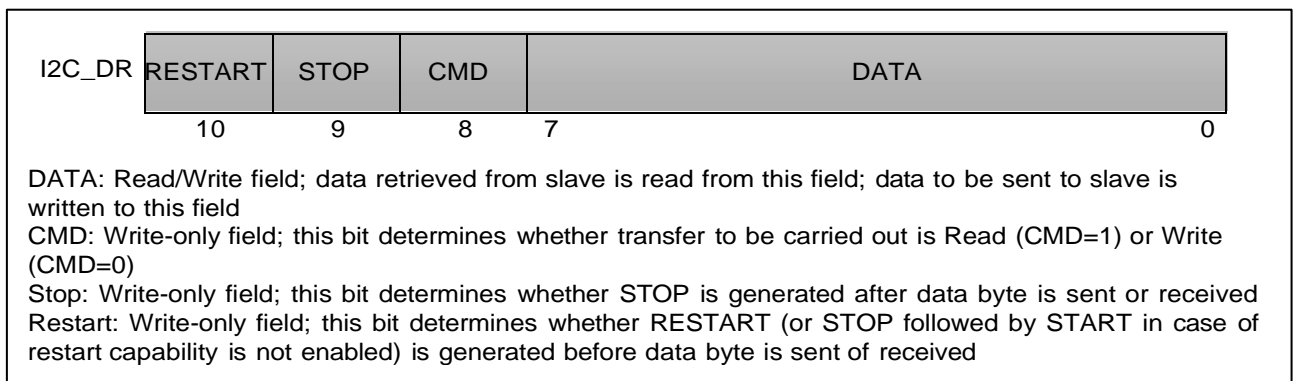 I2C_DR RESTART STOP CMD DATA
10 9 8 7 0
DATA: Read/Write field; data retrieved from slave is read from this field; data to be sent to slave is
written to this field
CMD: Write-only field; this bit determines whether transfer to be carried out is Read (CMD=1) or Write
(CMD=0)
Stop: Write-only field; this bit determines whether STOP is generated after data byte is sent or received
Restart: Write-only field; this bit determines whether RESTART (or STOP followed by START in case of
restart capability is not enabled) is generated before data byte is sent of received